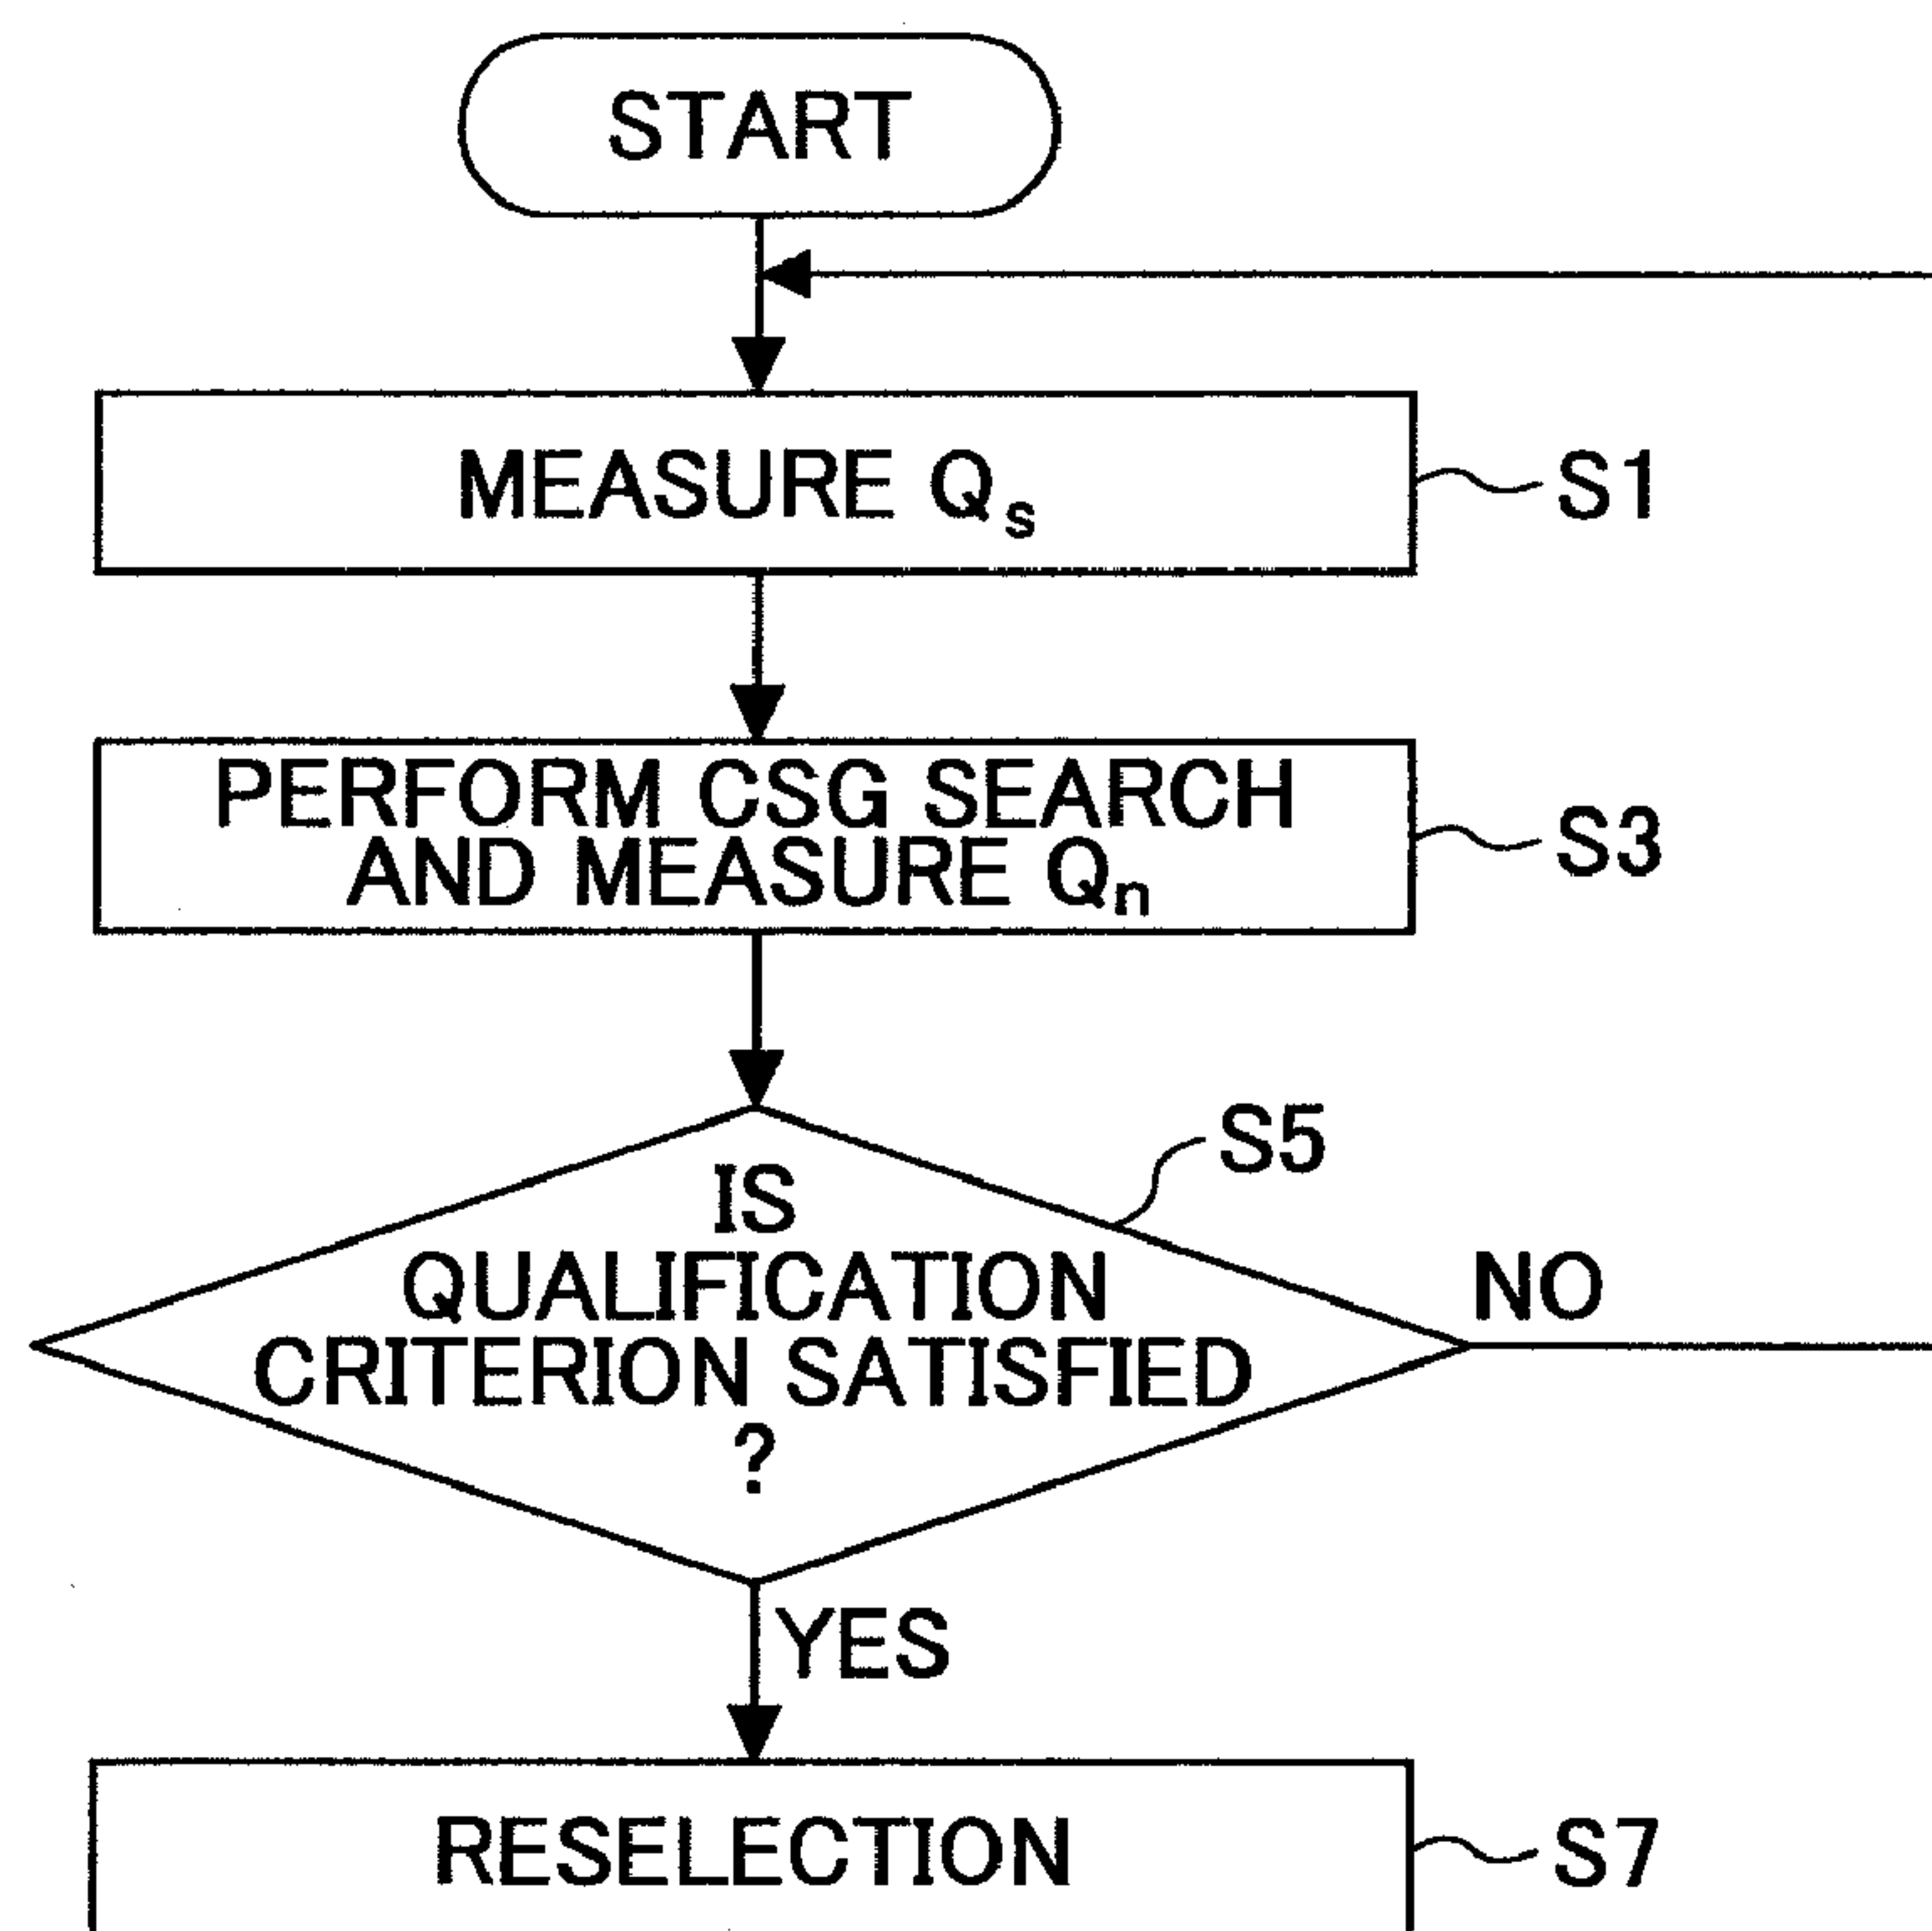 START
MEASURE Qs
S1
PERFORM CSG SEARCH
AND MEASURE Qn
S3
S5
IS
QUALIFICATION
CRITERION SATISFIED
?
NO
YES
RESELECTION
S7